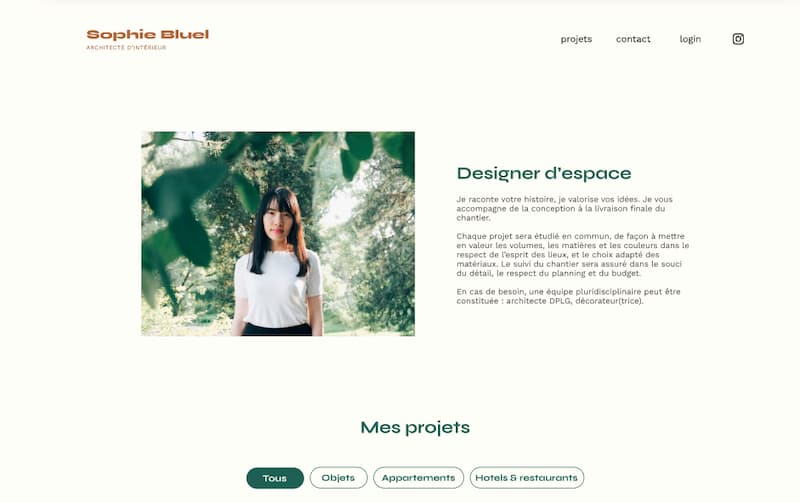 Sophie Bluel
ARCHITECTE D'INTÉRIEUR
projets contact login
Designer d'espace
Je raconte votre histoire, je valorise vos idées. Je vous
accompagne de la conception à la livraison finale du
chantier.
Chaque projet sera étudié en commun, de façon à mettre
en valeur les volumes, les matières et les couleurs dans le
respect de l'esprit des lieux, et le choix adapté des
matériaux. Le suivi du chantier sera assuré dans le souci
du détail, le respect du planning et du budget.
En cas de besoin, une équipe pluridisciplinaire peut être
constituée : architecte DPLG, décorateur(trice).
Mes projets
Tous Objets Appartements Hotels & restaurants